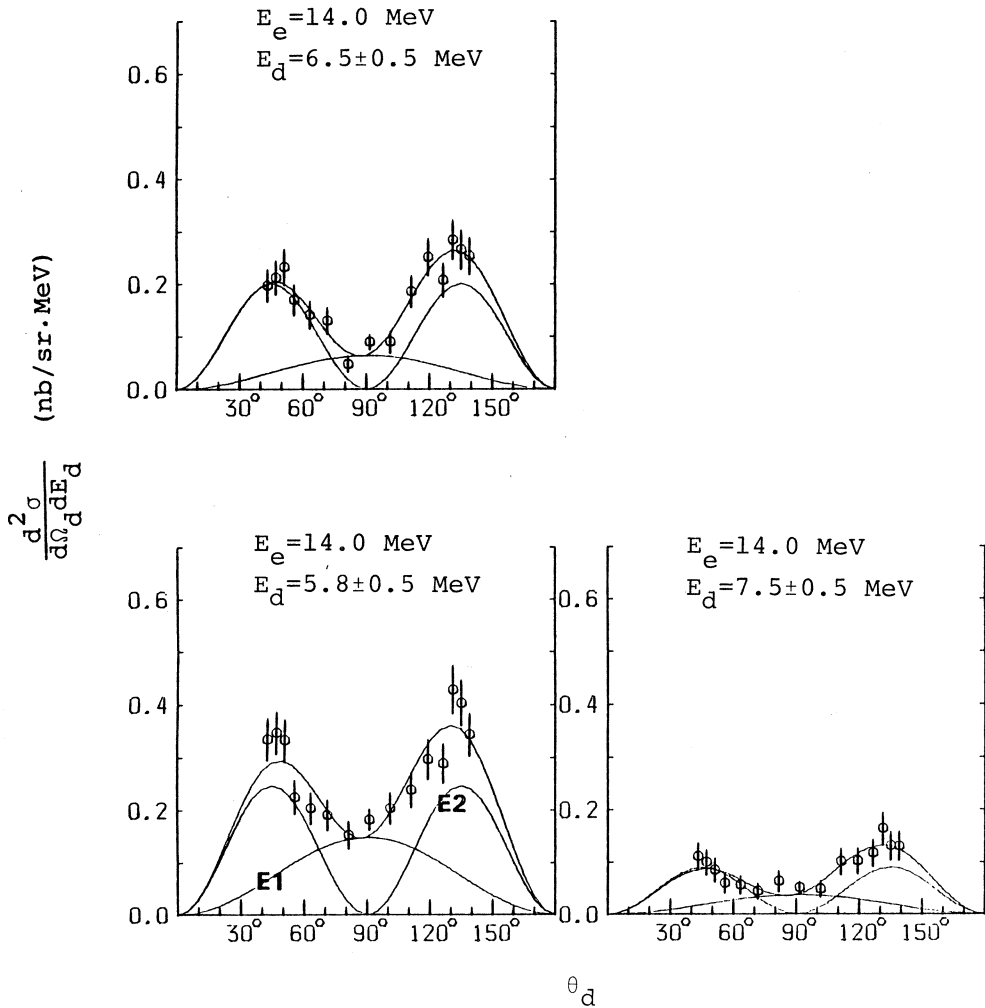 E_e=14.0 MeV
E_d=6.5±0.5 MeV
0.6
0.4
0.2
0.0
30° 60° 90° 120° 150°
d²σ/dΩ_d dE_d (nb/sr·MeV)
E_e=14.0 MeV
E_d=5.8±0.5 MeV
0.6
0.4
0.2
0.0
E1
E2
30° 60° 90° 120° 150°
E_e=14.0 MeV
E_d=7.5±0.5 MeV
0.6
0.4
0.2
0.0
30° 60° 90° 120° 150°
θ_d